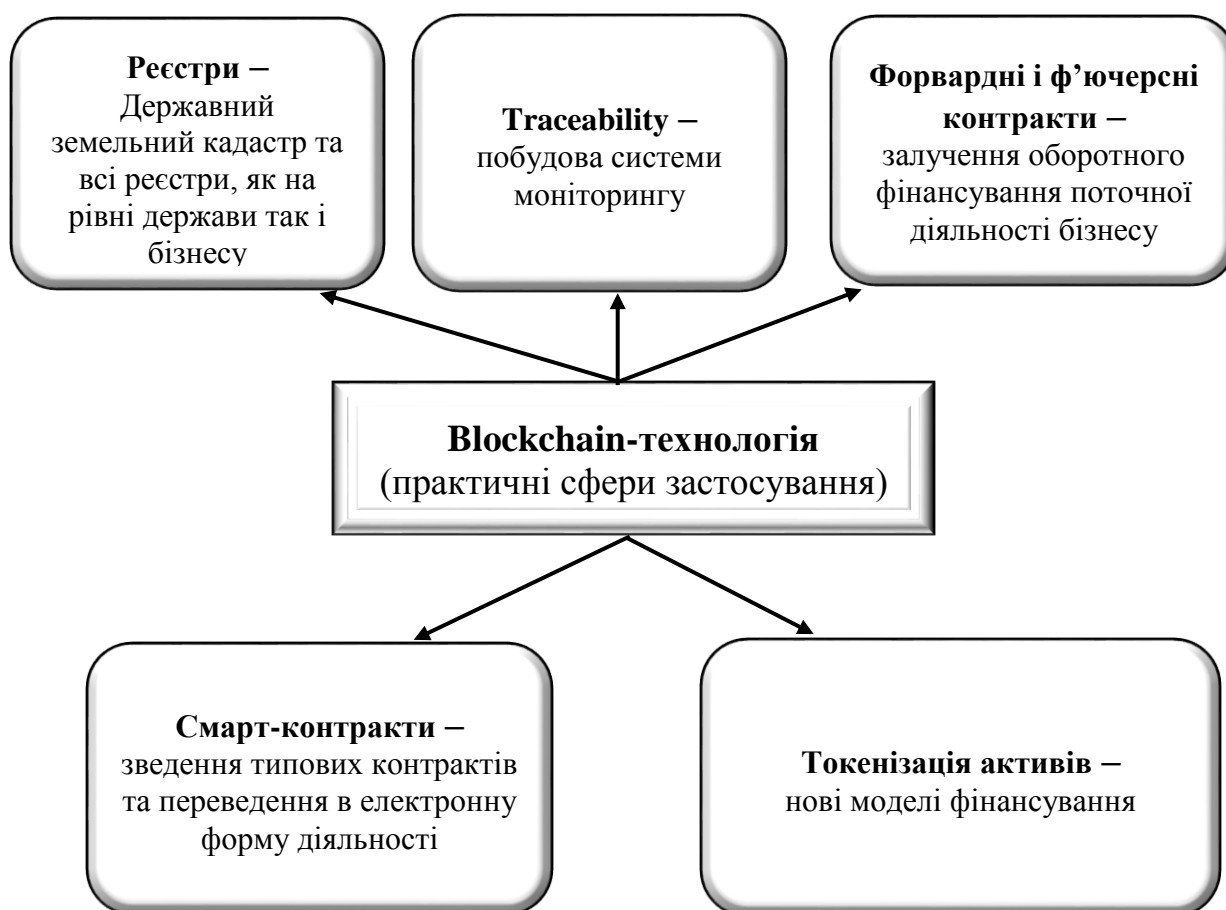 Реєстри –
Державний
земельний кадастр та
всі реєстри, як на
рівні держави так і
бізнесу
Traceability –
побудова системи
моніторингу
Форвардні і ф’ючерсні
контракти –
залучення оборотного
фінансування поточної
діяльності бізнесу
Blockchain-технологія
(практичні сфери застосування)
Смарт-контракти –
зведення типових контрактів
та переведення в електронну
форму діяльності
Токенізація активів –
нові моделі фінансування